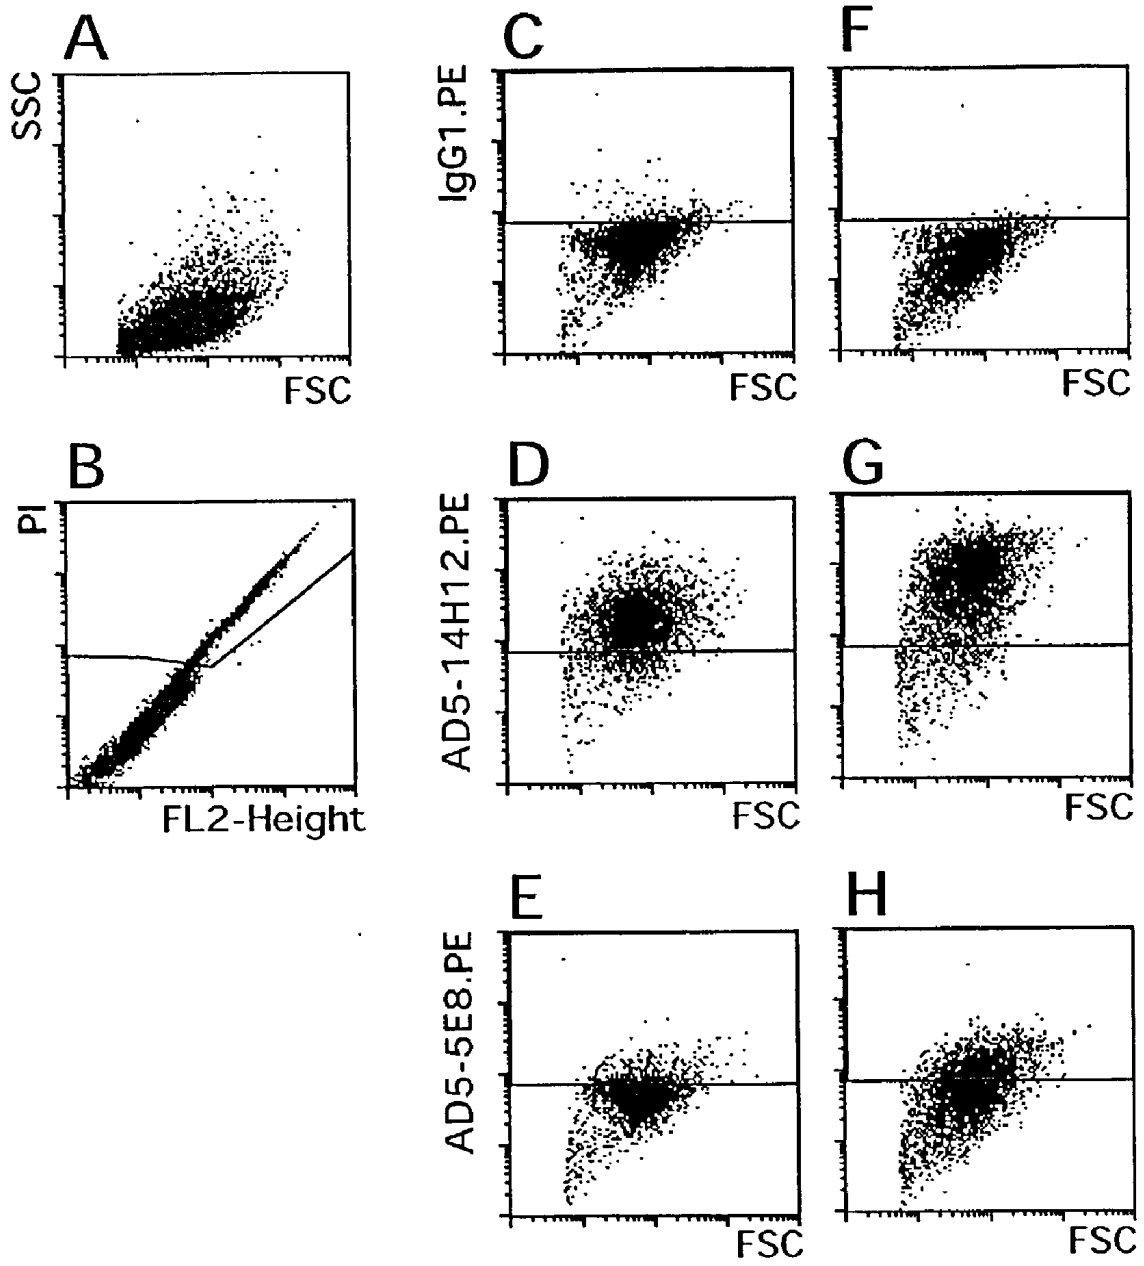 A
SSC
FSC
B
PI
FL2-Height
C
IgG1.PE
FSC
F
FSC
D
AD5-14H12.PE
FSC
G
FSC
E
AD5-5E8.PE
FSC
H
FSC